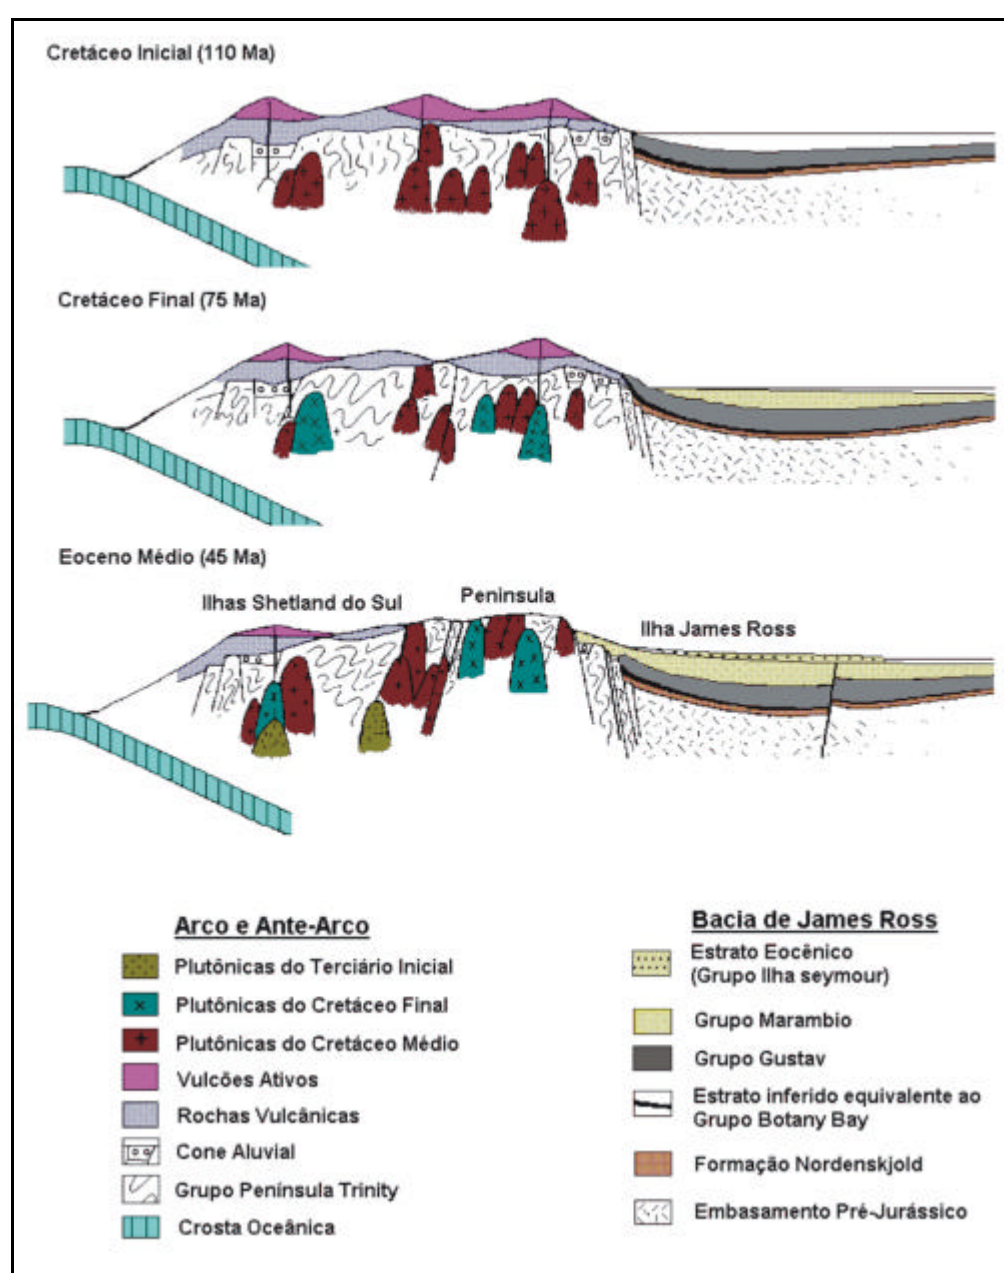 Cretáceo Inicial (110 Ma)
Cretáceo Final (75 Ma)
Eoceno Médio (45 Ma)
Ilhas Shetland do Sul
Peninsula
Ilha James Ross
Arco e Ante-Arco
Plutônicas do Terciário Inicial
Plutônicas do Cretáceo Final
Plutônicas do Cretáceo Médio
Vulcões Ativos
Rochas Vulcânicas
Cone Aluvial
Grupo Península Trinity
Crosta Oceânica
Bacia de James Ross
Estrato Eocênico
(Grupo Ilha seymour)
Grupo Marambio
Grupo Gustav
Estrato inferido equivalente ao
Grupo Botany Bay
Formação Nordenskjold
Embasamento Pré-Jurássico